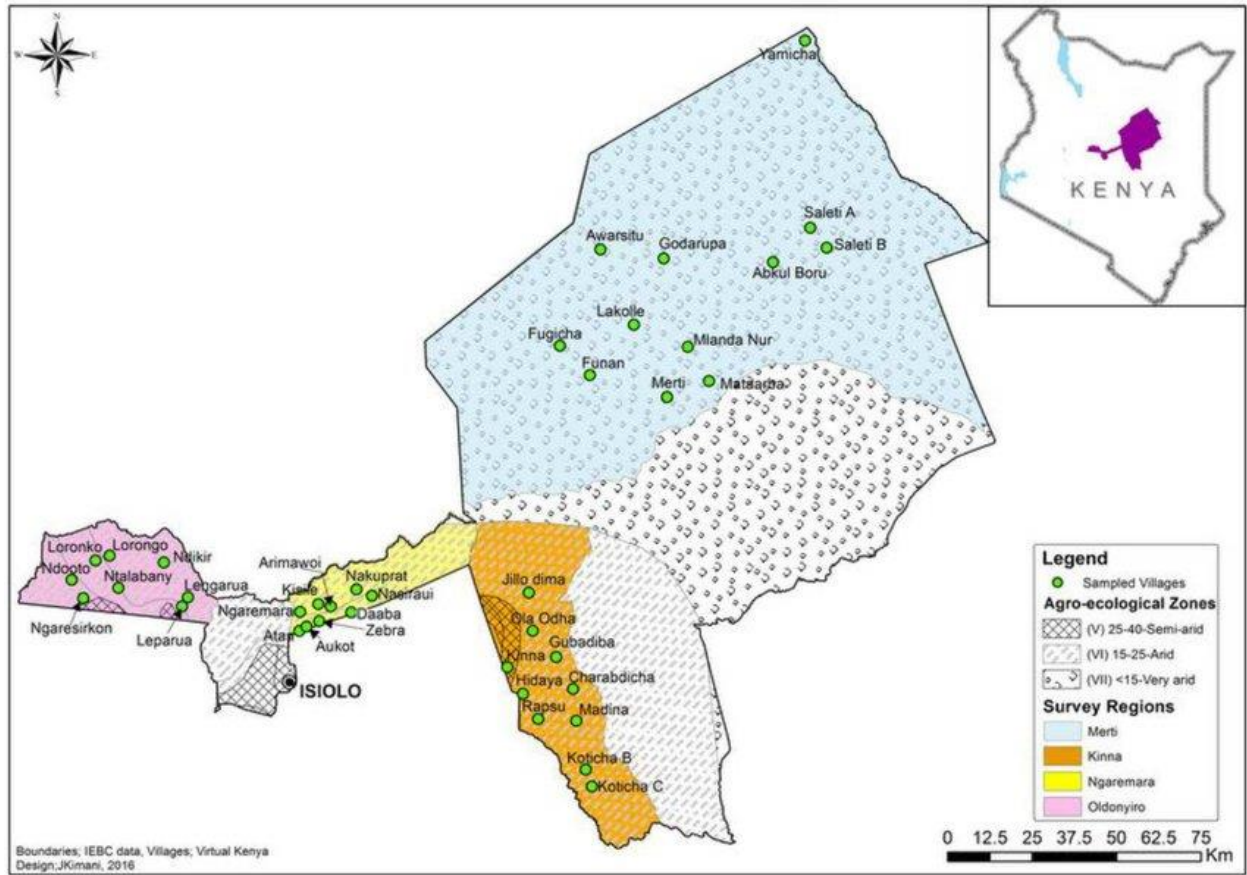 N
W
E
S
KENYA
Yamichal
Saleti A
Saleti B
Awarsitu
Godarupa
Abkul Boru
Lakolle
Fugicha
Mlanda Nur
Funan
Merti
Loronko
Lorongo
Ndikir
Ndooto
Ntalabany
Lengarua
Ngaresirkon
Leparua
Arimawoi
Kisile
Nakuprat
Nasiraui
Ngaremara
Daaba
Zebra
Atan
Aukot
ISIOLO
Jillo dima
Ola Odha
Gubadiba
Kinna
Hidaya
Charabdicha
Rapsu
Madina
Koticha B
Koticha C
Legend
Sampled Villages
Agro-ecological Zones
(V) 25-40-Semi-arid
(VI) 15-25-Arid
(VII) <15-Very arid
Survey Regions
Merti
Kinna
Ngaremara
Oldonyiro
0 12.5 25 37.5 50 62.5 75
Km
Boundaries; IEBC data, Villages; Virtual Kenya
Design;JKimani, 2016